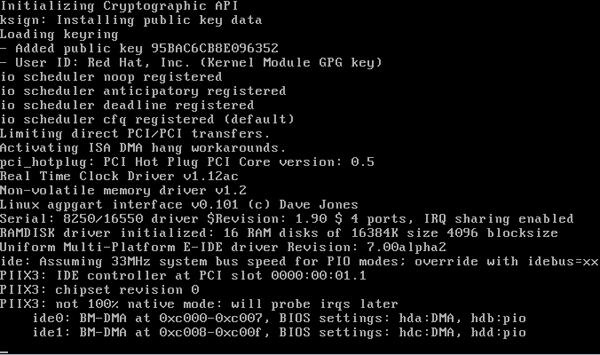 Initializing Cryptographic API
ksign: Installing public key data
Loading keyring
- Added public key 95BAC6CB8E096352
- User ID: Red Hat, Inc. (Kernel Module GPG key)
io scheduler noop registered
io scheduler anticipatory registered
io scheduler deadline registered
io scheduler cfq registered (default)
Limiting direct PCI/PCI transfers.
Activating ISA DMA hang workarounds.
pci_hotplug: PCI Hot Plug PCI Core version: 0.5
Real Time Clock Driver v1.12ac
Non-volatile memory driver v1.2
Linux agpgart interface v0.101 (c) Dave Jones
Serial: 8250/16550 driver $Revision: 1.90 $ 4 ports, IRQ sharing enabled
RAMDISK driver initialized: 16 RAM disks of 16384K size 4096 blocksize
Uniform Multi-Platform E-IDE driver Revision: 7.00alpha2
ide: Assuming 33MHz system bus speed for PIO modes; override with idebus=xx
PIIX3: IDE controller at PCI slot 0000:00:01.1
PIIX3: chipset revision 0
PIIX3: not 100% native mode: will probe irqs later
ide0: BM-DMA at 0xc000-0xc007, BIOS settings: hda:DMA, hdb:pio
ide1: BM-DMA at 0xc008-0xc00f, BIOS settings: hdc:DMA, hdd:pio